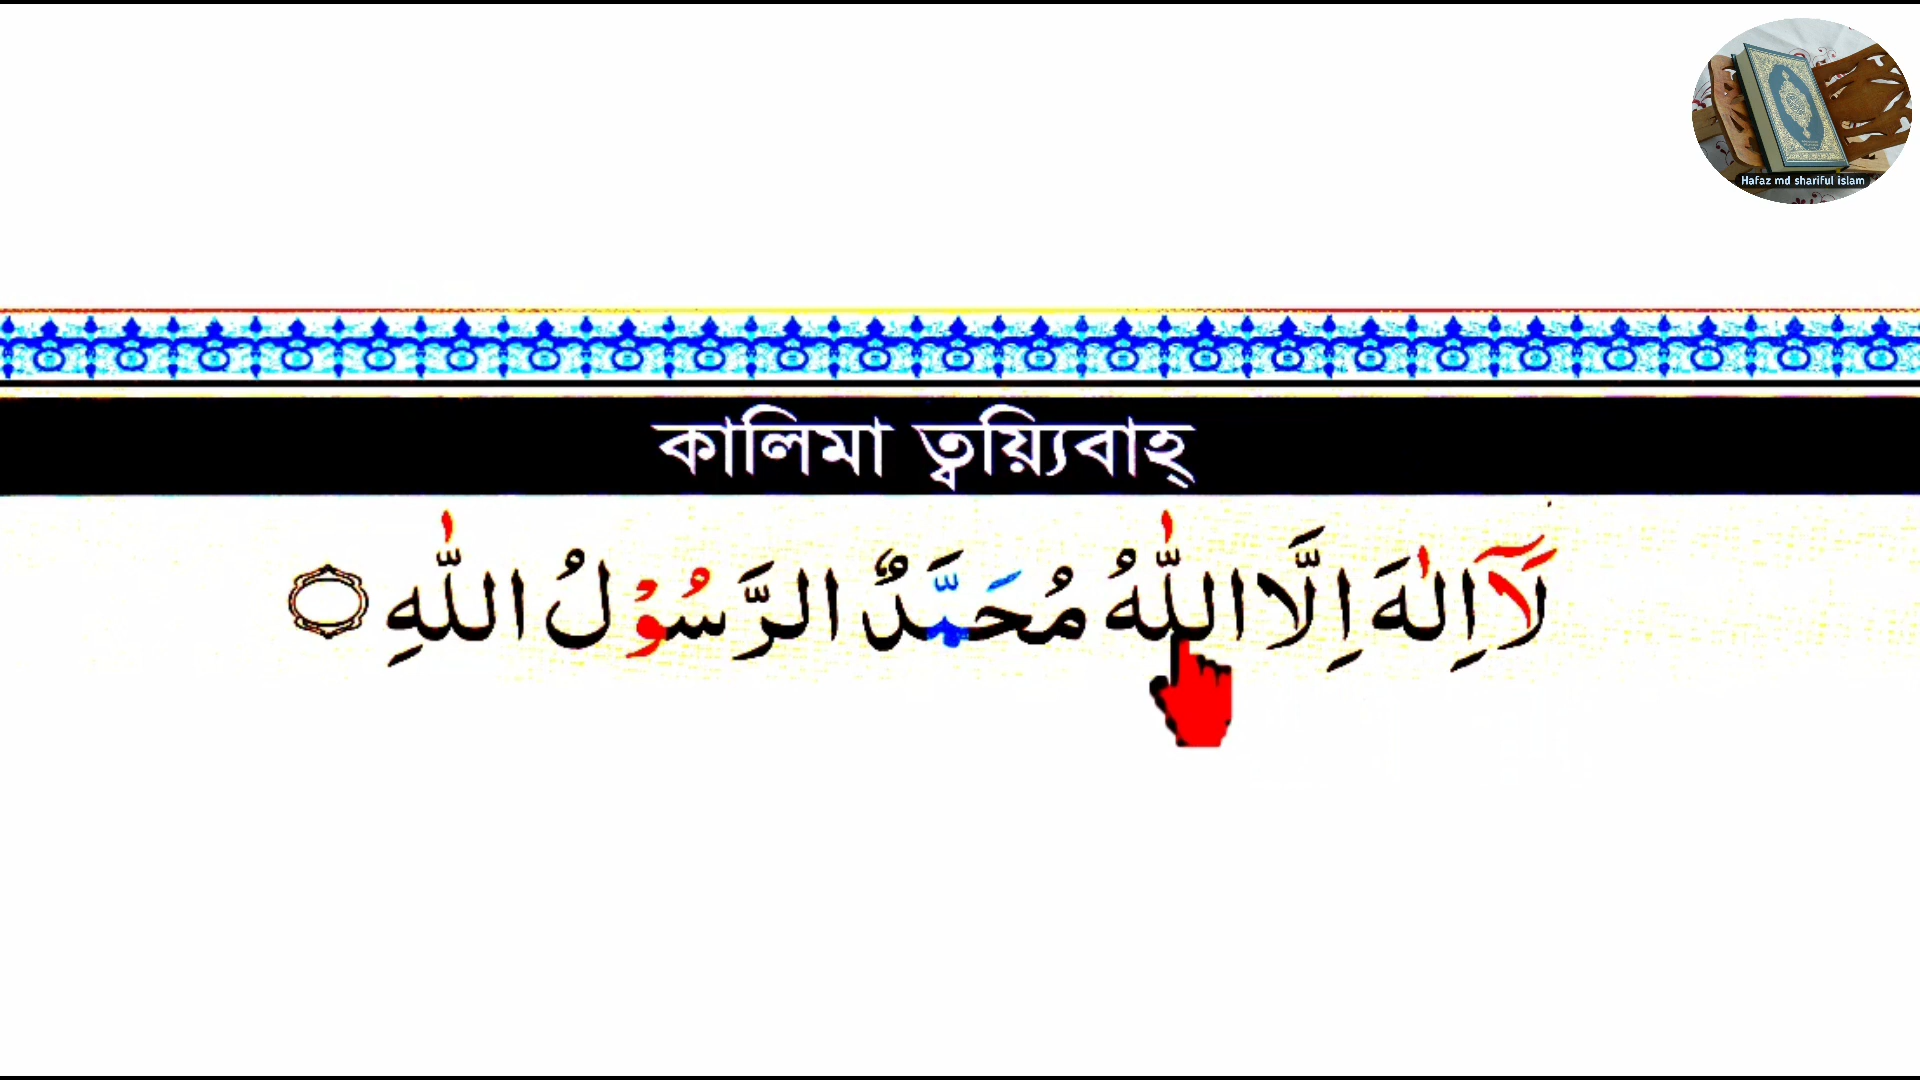 Hafaz md shariful islam
কালিমা ত্বয়্যিবাহ্
لَآ اِلٰهَ اِلَّا اللّٰهُ مُحَمَّدٌ الرَّسُوْلُ اللّٰهِ